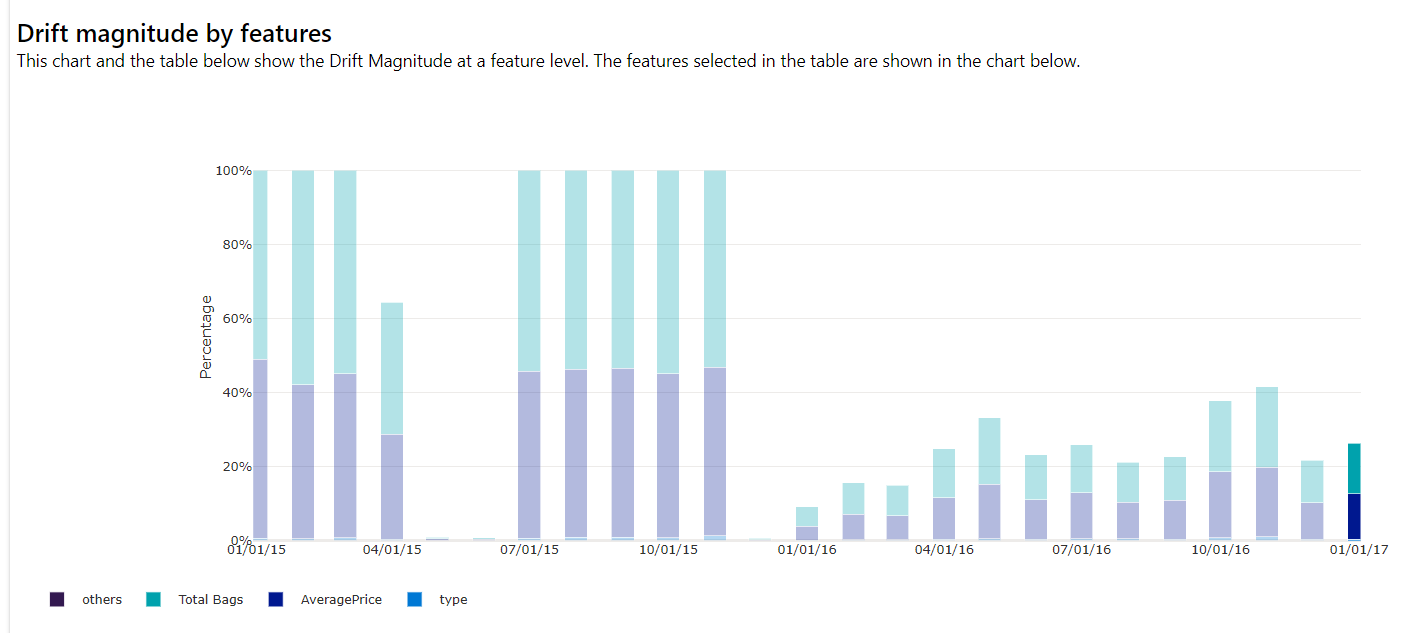 Drift magnitude by features
This chart and the table below show the Drift Magnitude at a feature level. The features selected in the table are shown in the chart below.
100%
80%
60%
40%
20%
0%
Percentage
01/01/15 04/01/15 07/01/15 10/01/15 01/01/16 04/01/16 07/01/16 10/01/16 01/01/17
others Total Bags AveragePrice type